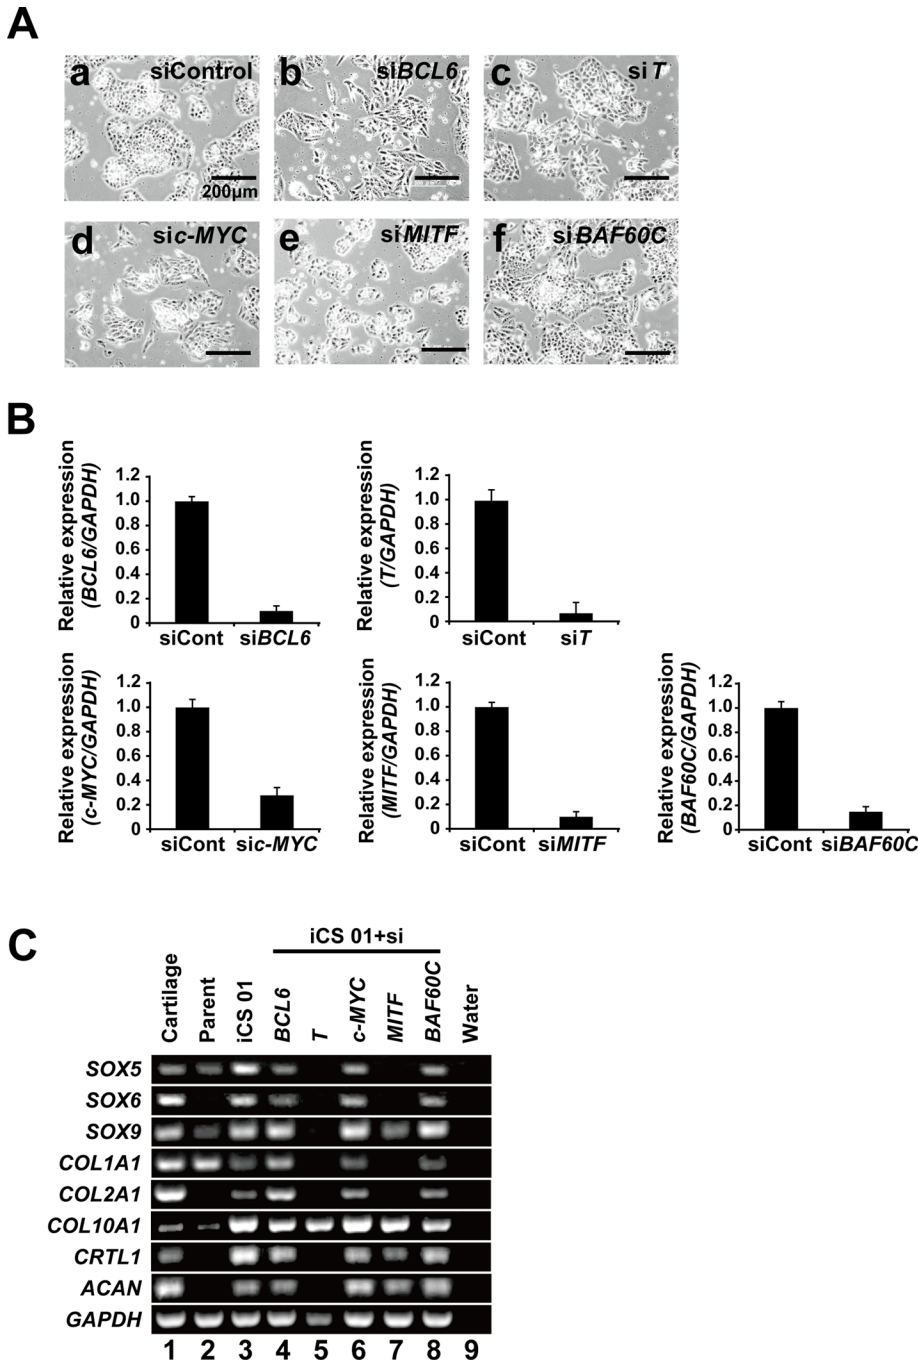 A
a siControl
200µm
b siBCL6
c siT
d sic-MYC
e siMITF
f siBAF60C
B
Relative expression
(BCL6/GAPDH)
1.2
1.0
0.8
0.6
0.4
0.2
0
siCont siBCL6
Relative expression
(T/GAPDH)
1.2
1.0
0.8
0.6
0.4
0.2
0
siCont siT
Relative expression
(c-MYC/GAPDH)
1.2
1.0
0.8
0.6
0.4
0.2
0
siCont sic-MYC
Relative expression
(MITF/GAPDH)
1.2
1.0
0.8
0.6
0.4
0.2
0
siCont siMITF
Relative expression
(BAF60C/GAPDH)
1.2
1.0
0.8
0.6
0.4
0.2
0
siCont siBAF60C
C
iCS 01+si
Cartilage
Parent
iCS 01
BCL6
T
c-MYC
MITF
BAF60C
Water
SOX5
SOX6
SOX9
COL1A1
COL2A1
COL10A1
CRTL1
ACAN
GAPDH
1 2 3 4 5 6 7 8 9